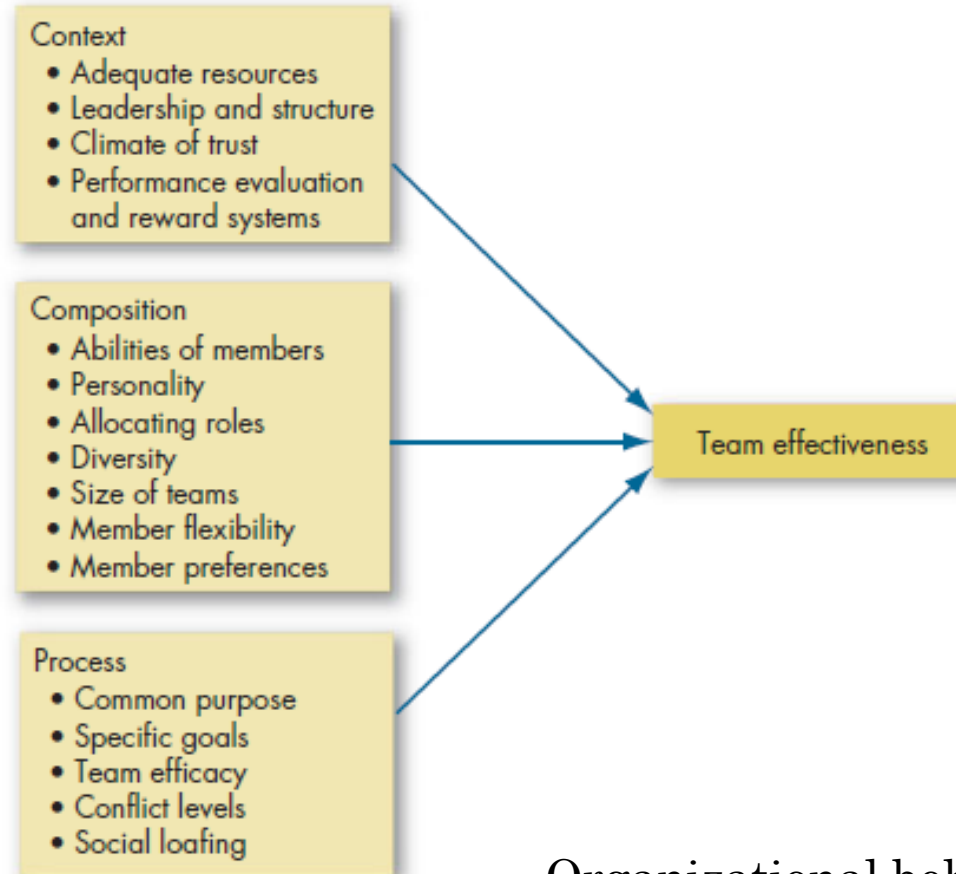 Context
• Adequate resources
• Leadership and structure
• Climate of trust
• Performance evaluation
and reward systems
Composition
• Abilities of members
• Personality
• Allocating roles
• Diversity
• Size of teams
• Member flexibility
• Member preferences
Team effectiveness
Process
• Common purpose
• Specific goals
• Team efficacy
• Conflict levels
• Social loafing
Organizational